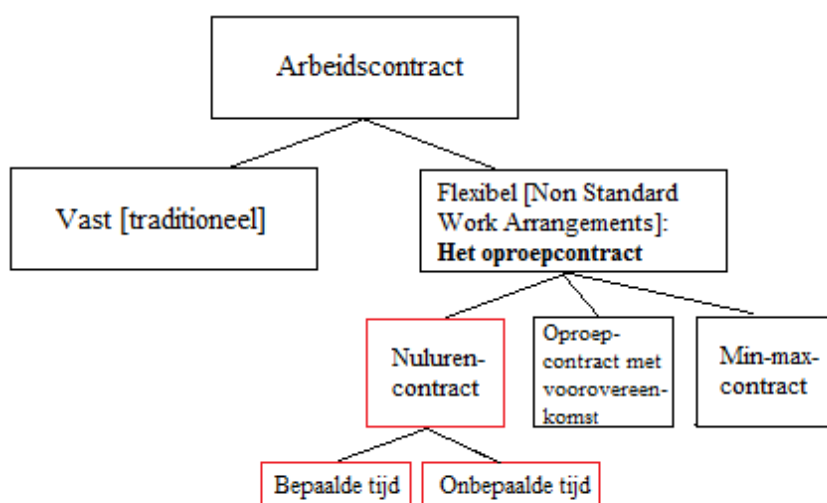 Arbeidscontract
Vast [traditioneel]
Flexibel [Non Standard
Work Arrangements]:
Het oproepcontract
Nuluren-
contract
Oproep-
contract met
voorovereen-
komst
Min-max-
contract
Bepaalde tijd
Onbepaalde tijd